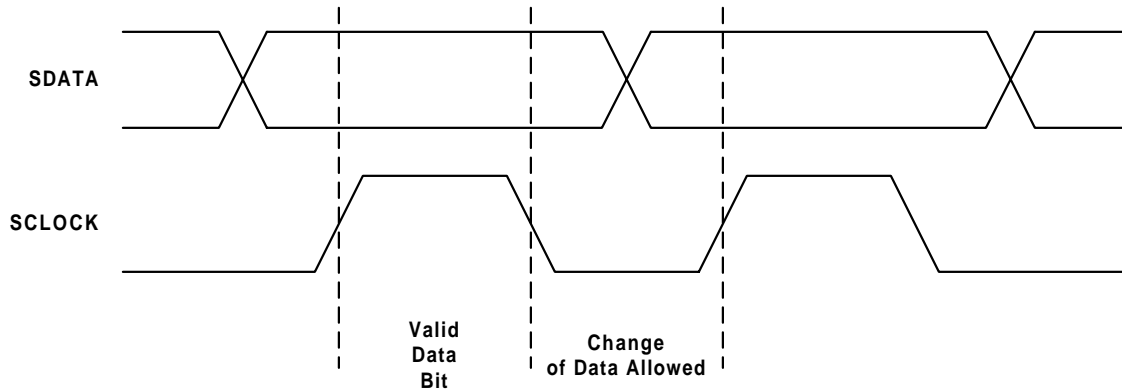 SDATA
SCLOCK
Valid
Data
Bit
Change
of Data Allowed